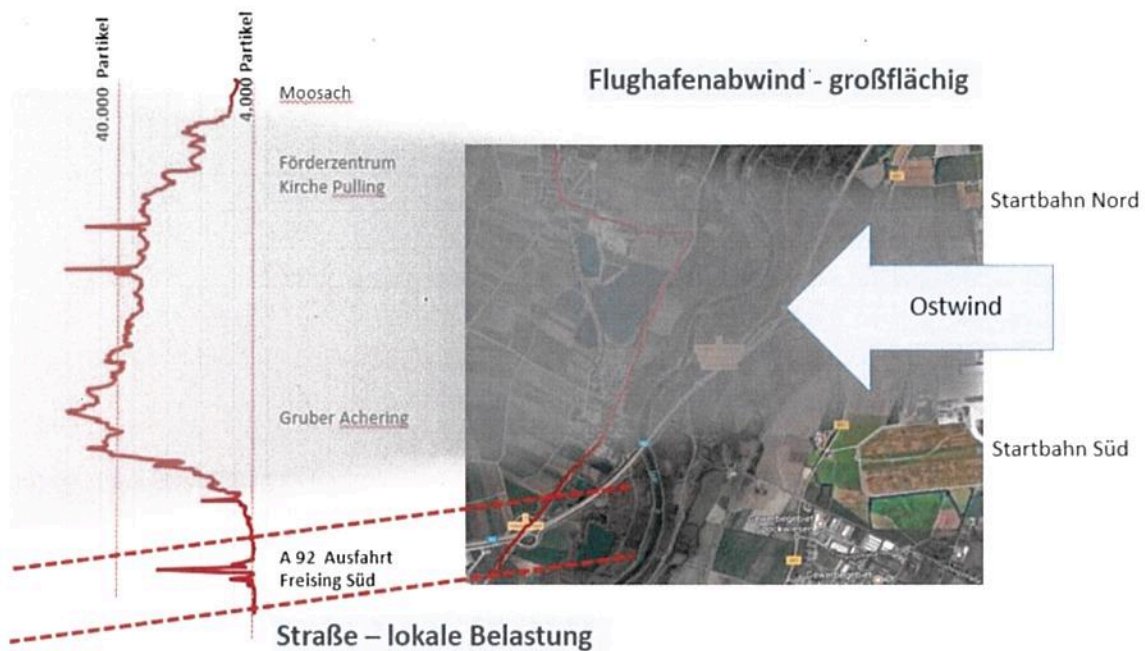 40.000 Partikel
4.000 Partikel
Moosach
Flughafenabwind - großflächig
Förderzentrum
Kirche Pulling
Startbahn Nord
Ostwind
Gruber Achering
Startbahn Süd
A 92 Ausfahrt
Freising Süd
Gewerbegebiet
Straße – lokale Belastung